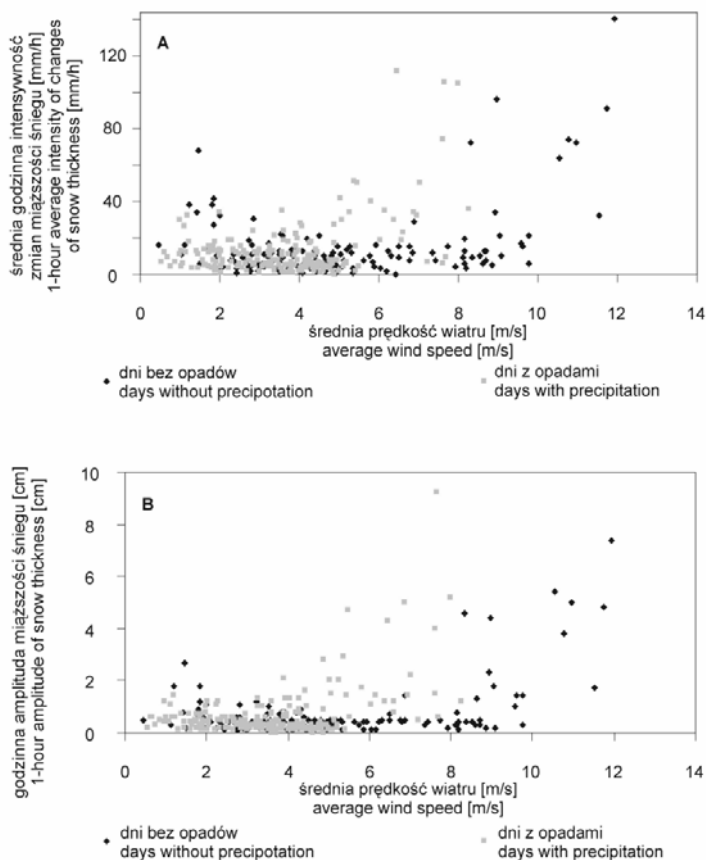 A
średnia godzinna intensywność
zmian miąższości śniegu [mm/h]
1-hour average intensity of changes
of snow thickness [mm/h]
120
80
40
0
0 2 4 6 8 10 12 14
średnia prędkość wiatru [m/s]
average wind speed [m/s]
dni bez opadów
days without precipotation
dni z opadami
days with precipitation
B
godzinna amplituda miąższości śniegu [cm]
1-hour amplitude of snow thickness [cm]
10
8
6
4
2
0
0 2 4 6 8 10 12 14
średnia prędkość wiatru [m/s]
average wind speed [m/s]
dni bez opadów
days without precipotation
dni z opadami
days with precipitation